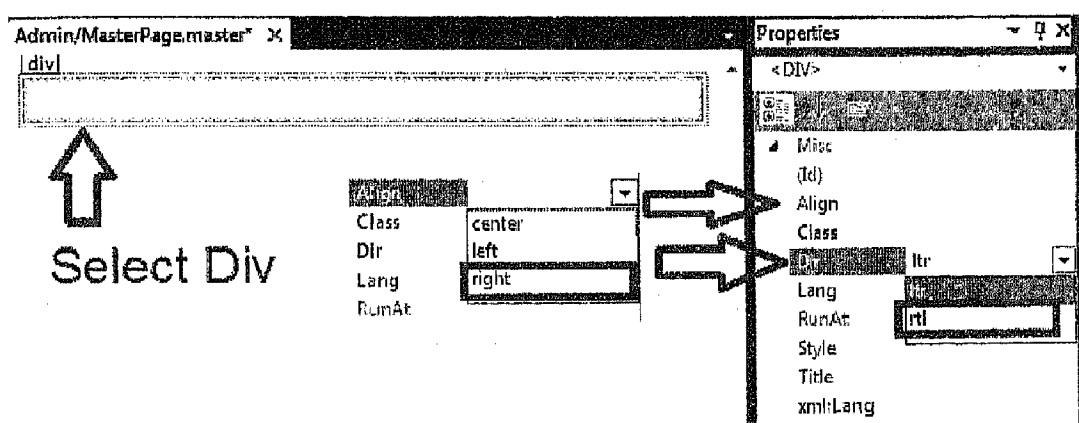 Admin/MasterPage.master* ×
div
Select Div
Align
Class
Dir
Lang
RunAt
center
left
right
Properties
<DIV>
Misc
(Id)
Align
Class
Dir ltr
Lang
RunAt rtl
Style
Title
xml:Lang